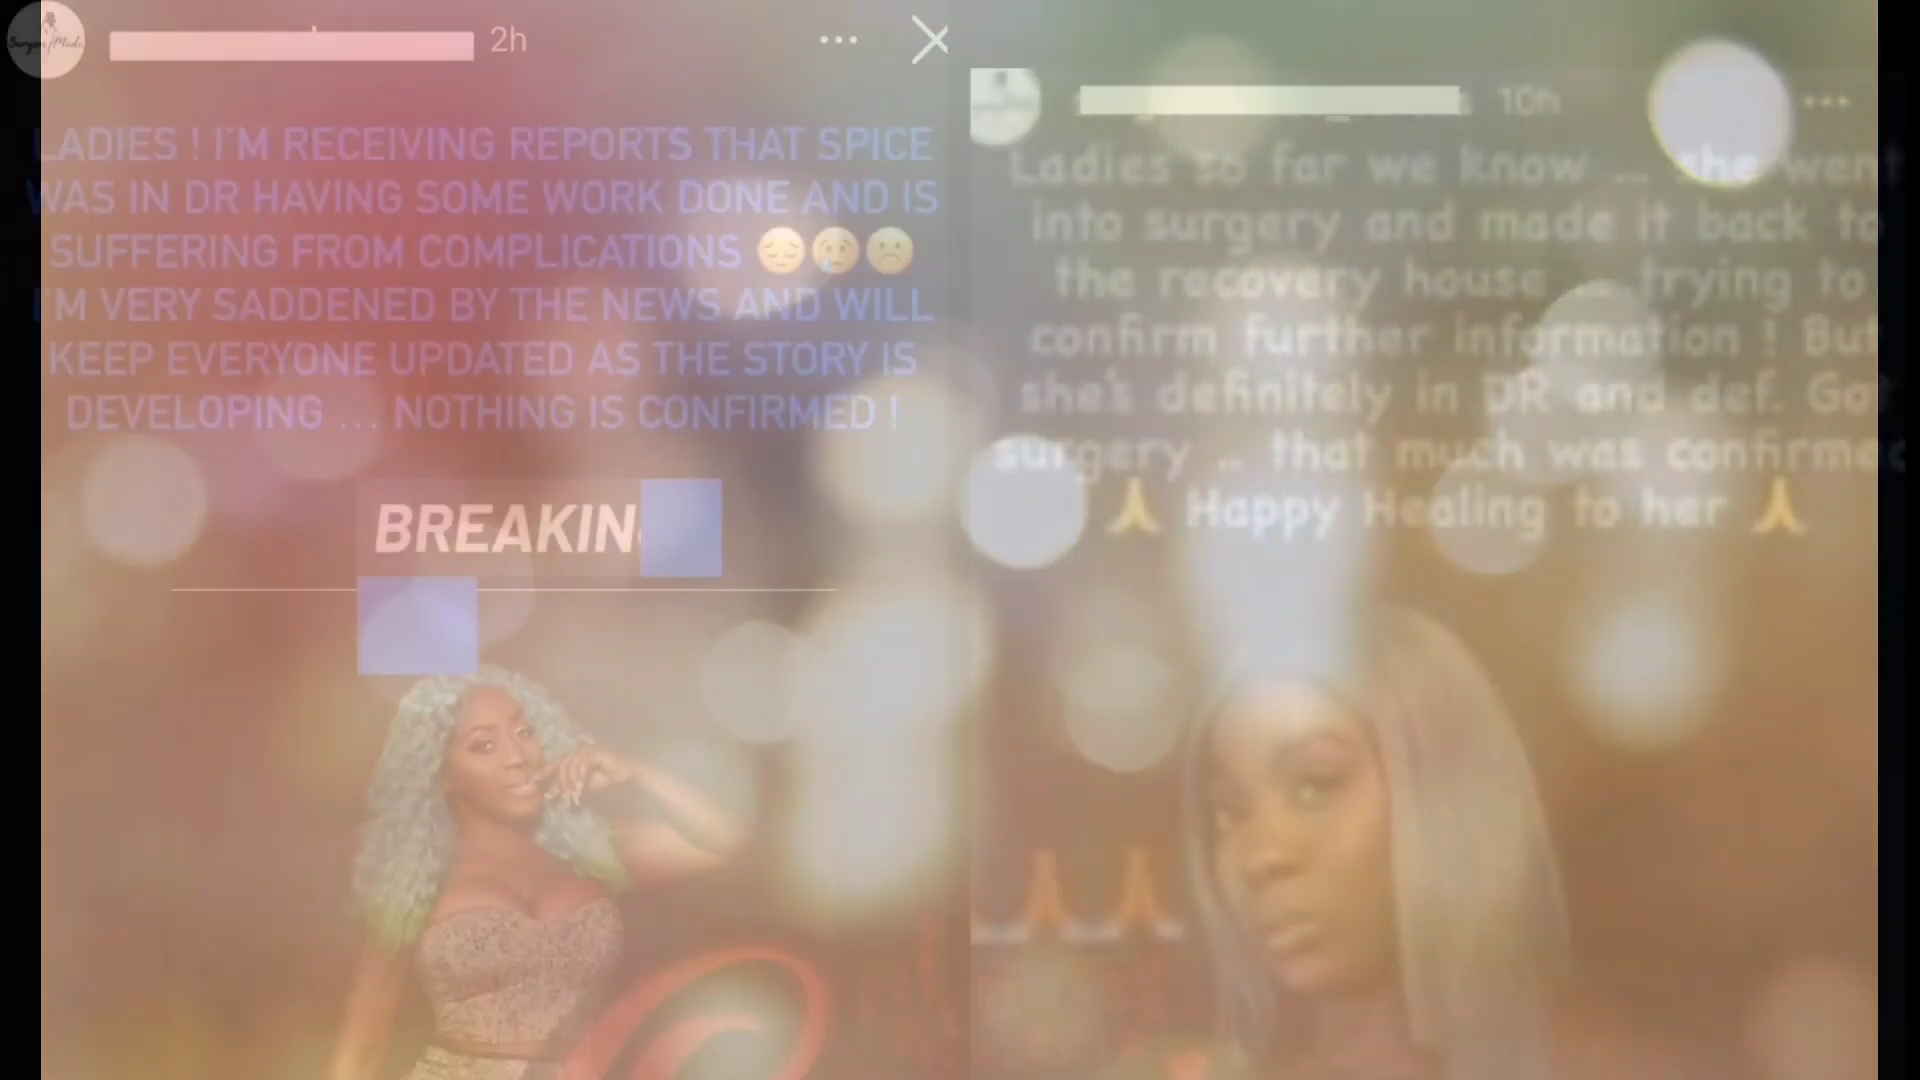 2h
LADIES ! I'M RECEIVING REPORTS THAT SPICE
WAS IN DR HAVING SOME WORK DONE AND IS
SUFFERING FROM COMPLICATIONS 😔😢🙁
I'M VERY SADDENED BY THE NEWS AND WILL
KEEP EVERYONE UPDATED AS THE STORY IS
DEVELOPING ... NOTHING IS CONFIRMED !
BREAKIN
10h
Ladies so far we know ... she went
into surgery and made it back to
the recovery house ... trying to
confirm further information ! But
she's definitely in DR and def. Got
surgery .. that much was confirmed
🙏 Happy Healing to her 🙏